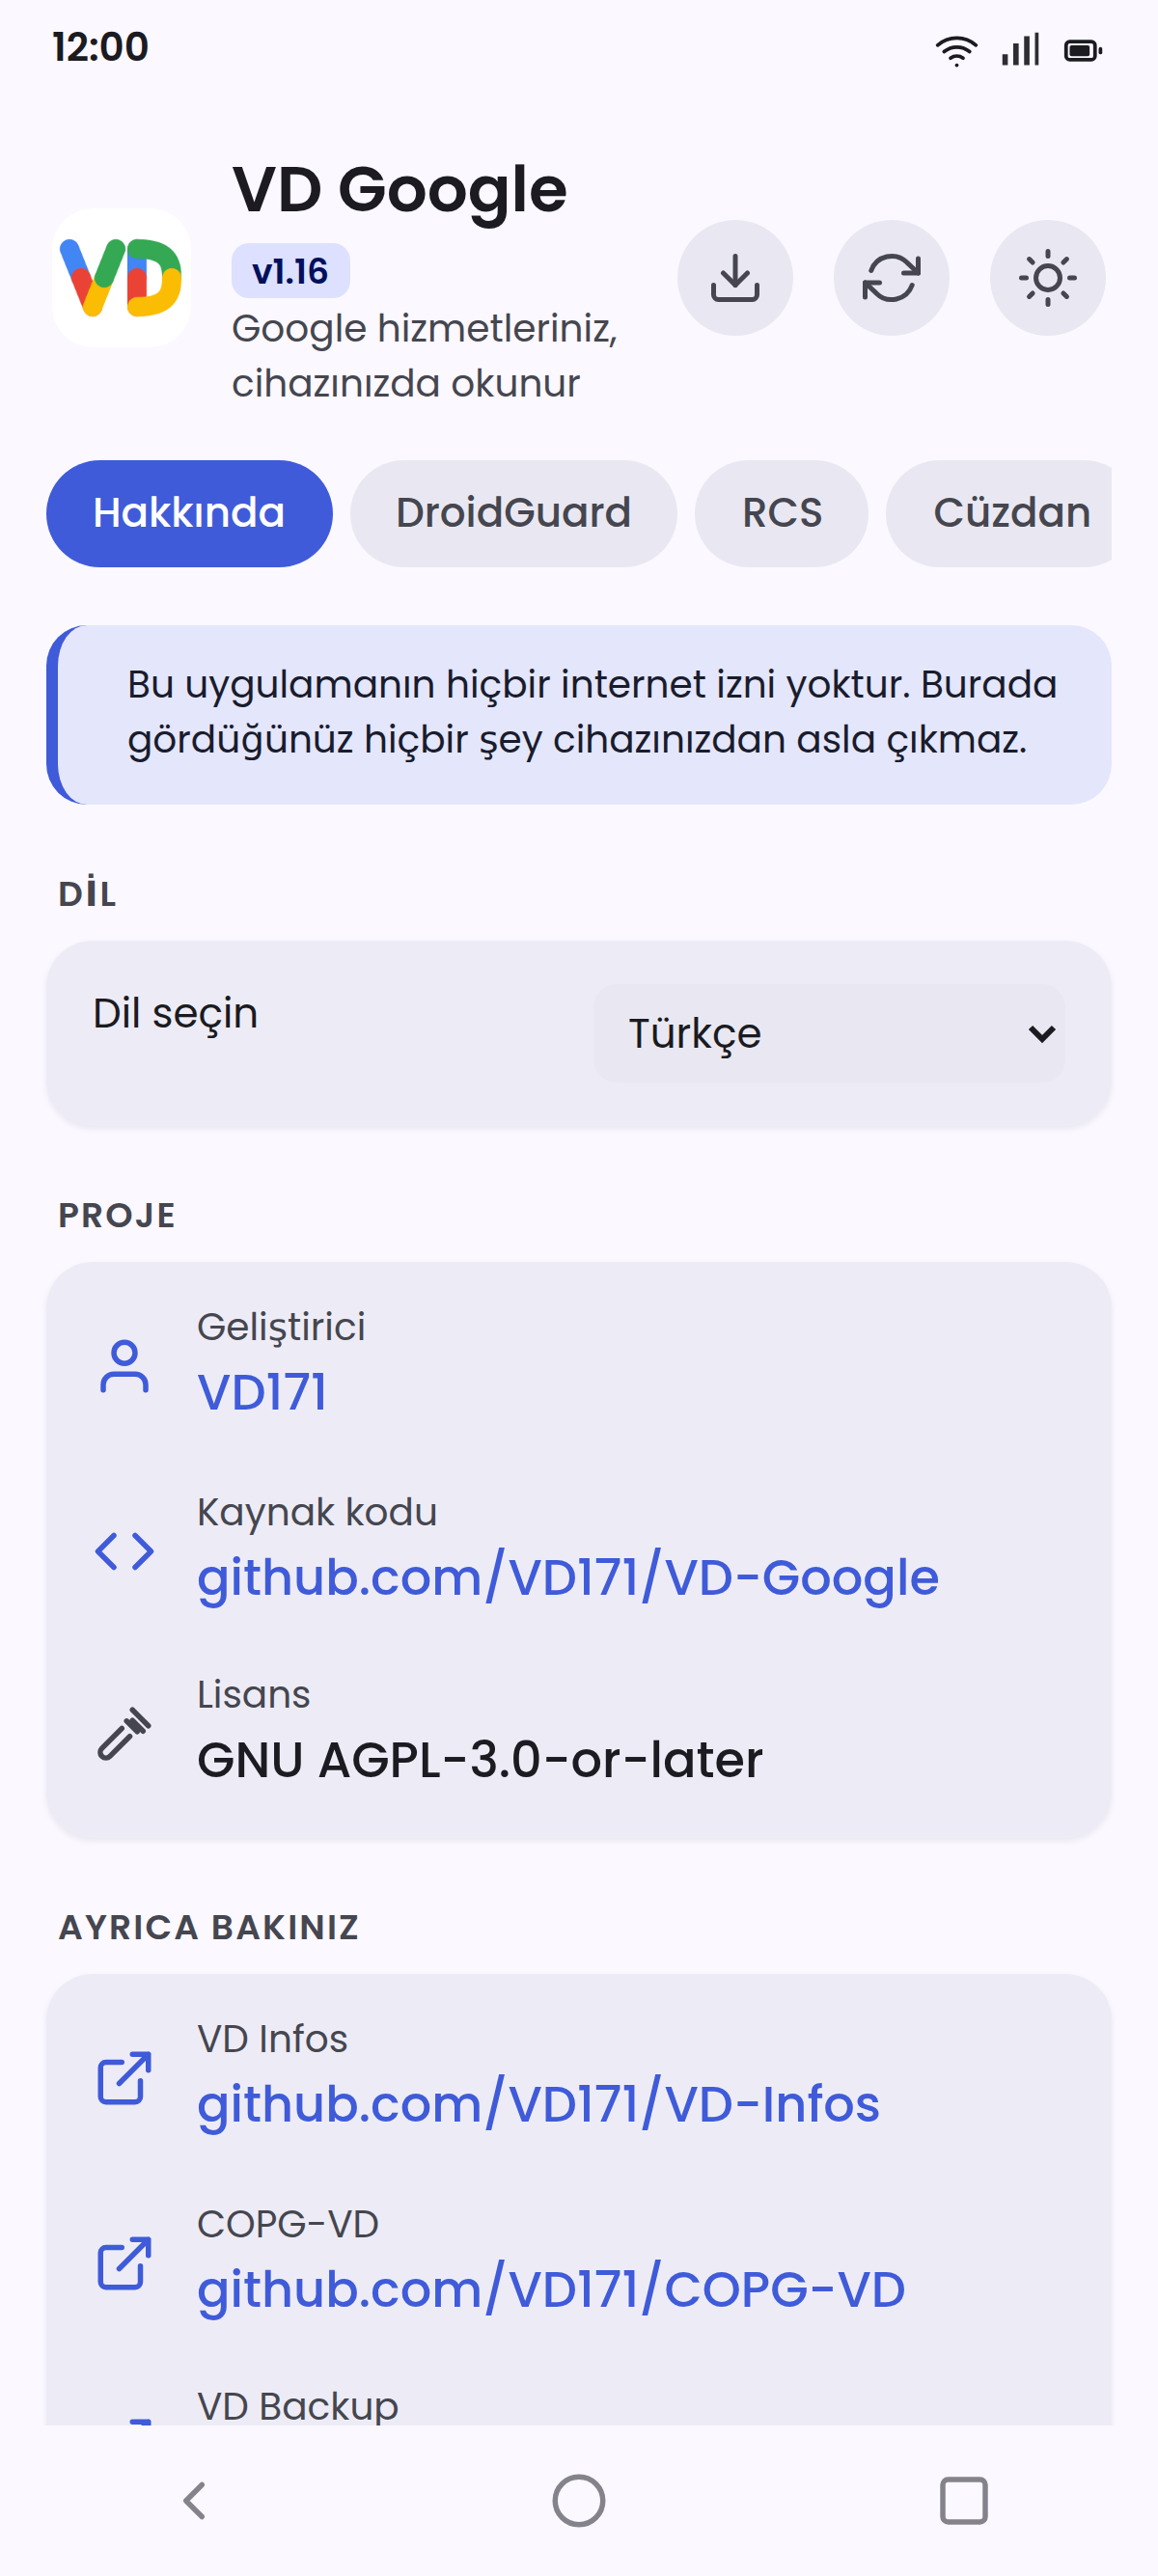 12:00
VD
VD Google
v1.16
Google hizmetleriniz,
cihazınızda okunur
Hakkında
DroidGuard
RCS
Cüzdan
Bu uygulamanın hiçbir internet izni yoktur. Burada
gördüğünüz hiçbir şey cihazınızdan asla çıkmaz.
DİL
Dil seçin
Türkçe
PROJE
Geliştirici
VD171
Kaynak kodu
github.com/VD171/VD-Google
Lisans
GNU AGPL-3.0-or-later
AYRICA BAKINIZ
VD Infos
github.com/VD171/VD-Infos
COPG-VD
github.com/VD171/COPG-VD
VD Backup